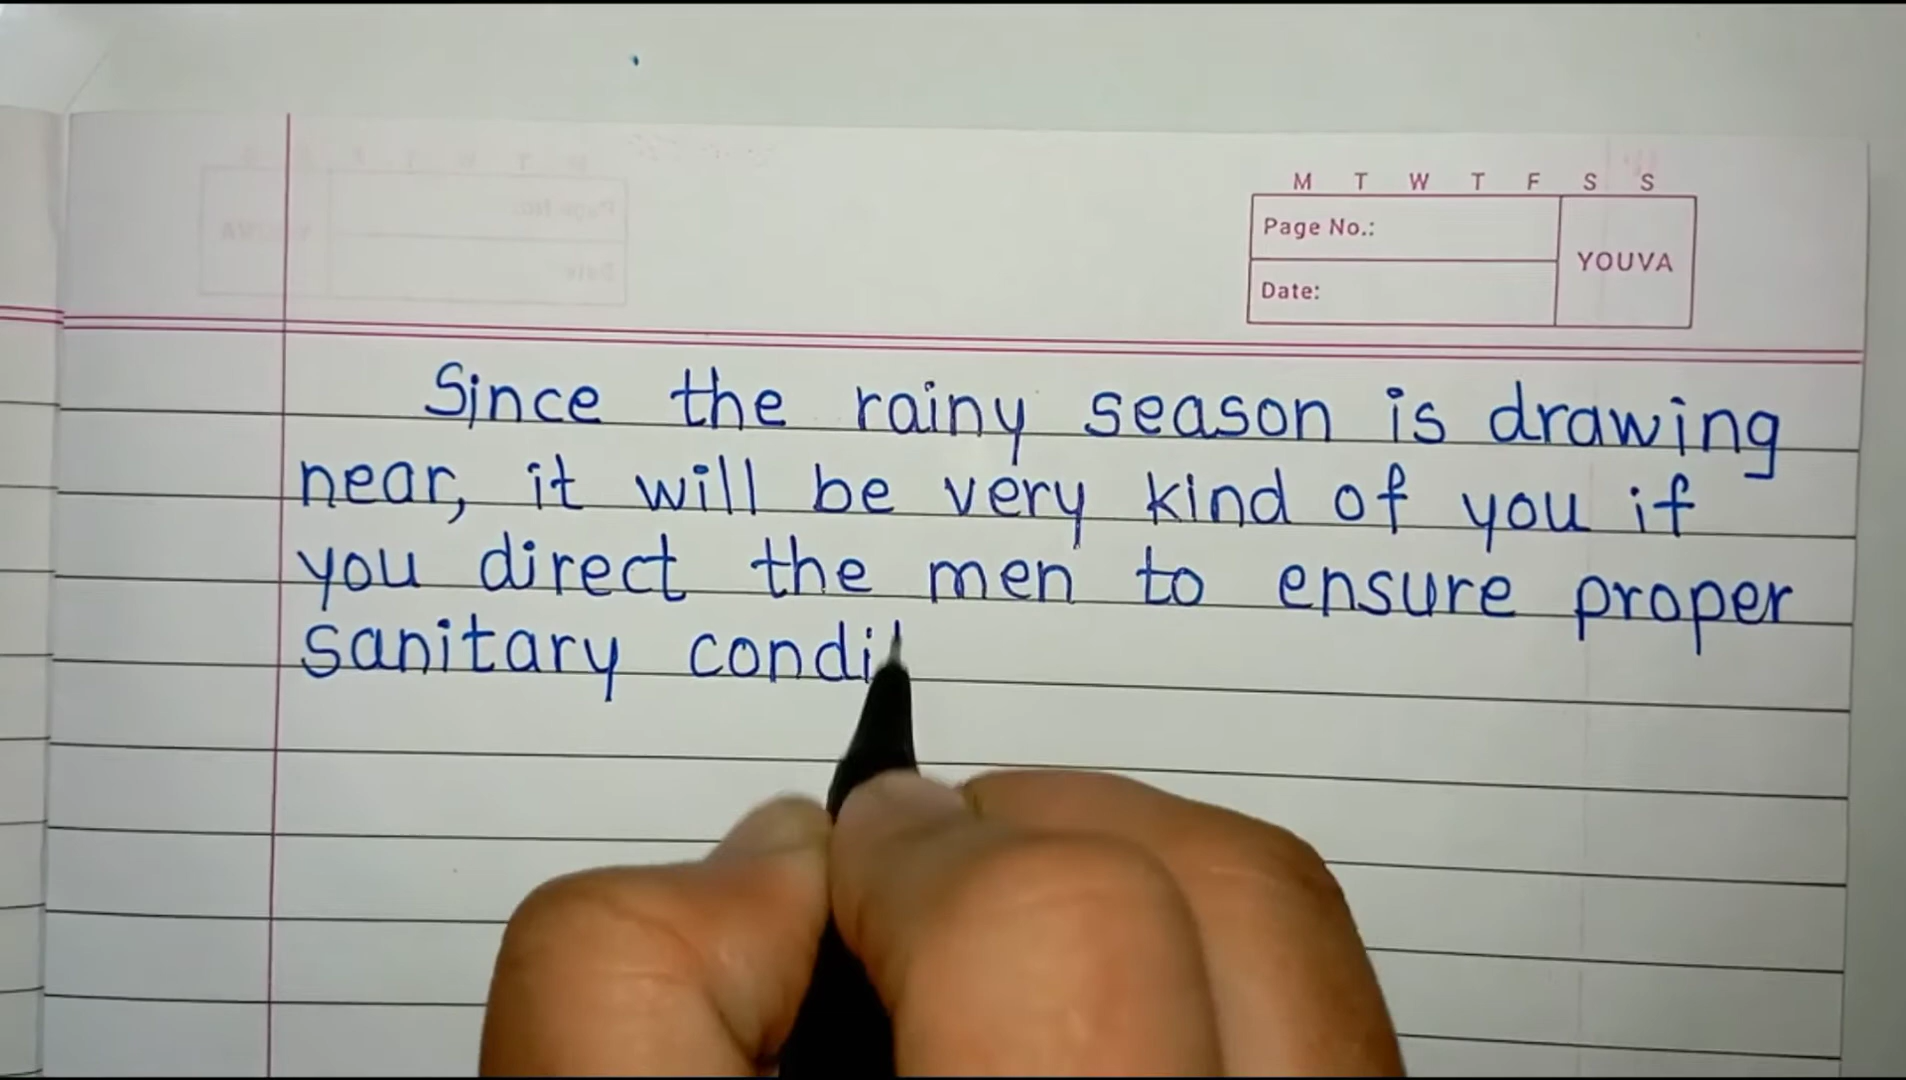 M T W T F S S
Page No.:
YOUVA
Date:
Since the rainy season is drawing
near, it will be very kind of you if
you direct the men to ensure proper
sanitary condi